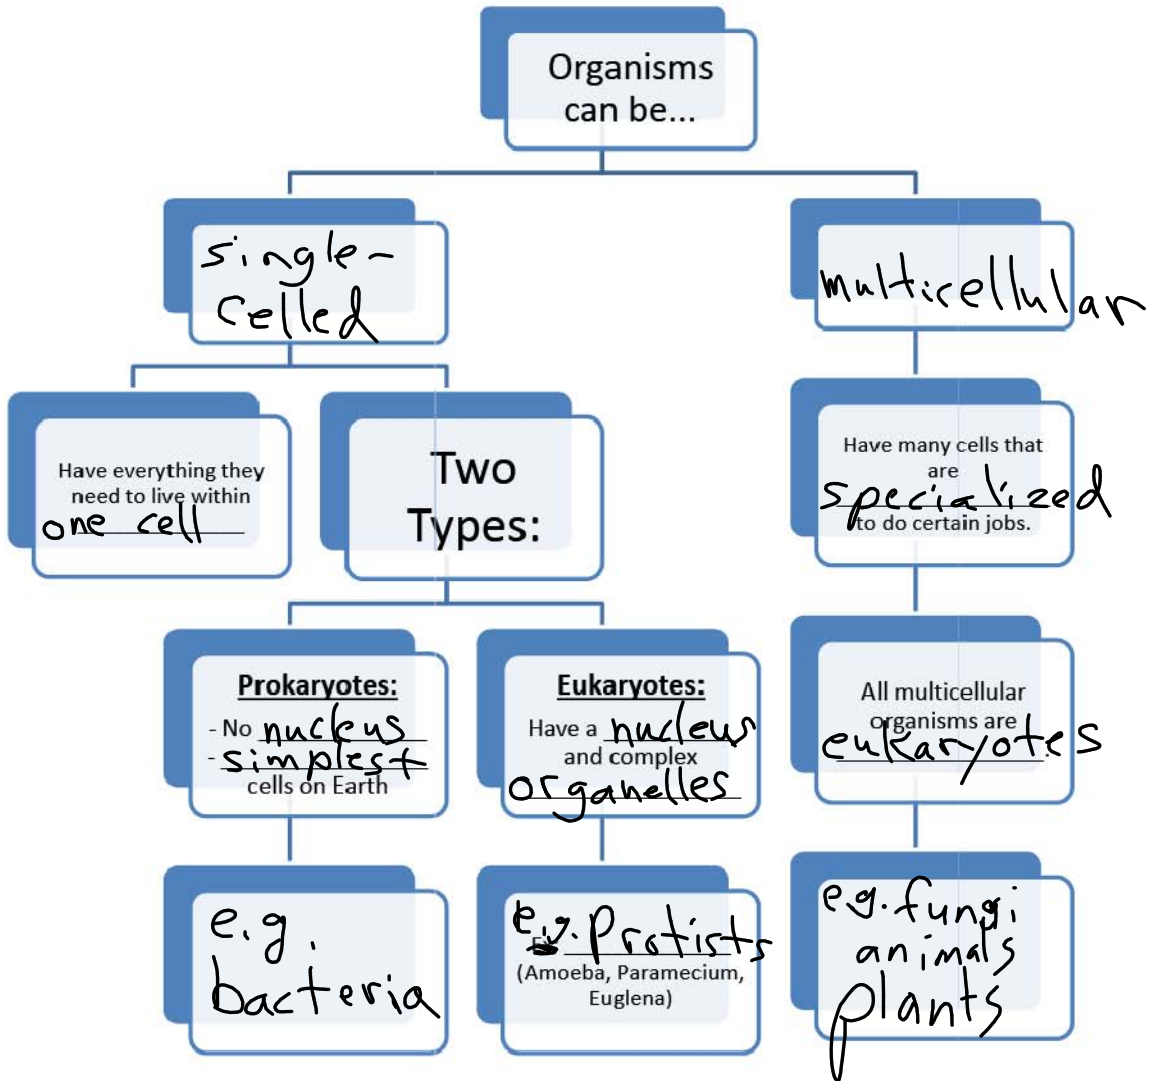 Organisms
can be...
single-
celled
multicellular
Have everything they
need to live within
one cell
Two
Types:
Have many cells that
are
specialized
to do certain jobs.
Prokaryotes:
- No nucleus
- simplest
cells on Earth
Eukaryotes:
Have a nucleus
and complex
organelles
All multicellular
organisms are
eukaryotes
e.g.
bacteria
e.g. Protists
(Amoeba, Paramecium,
Euglena)
e.g. fungi
animals
plants